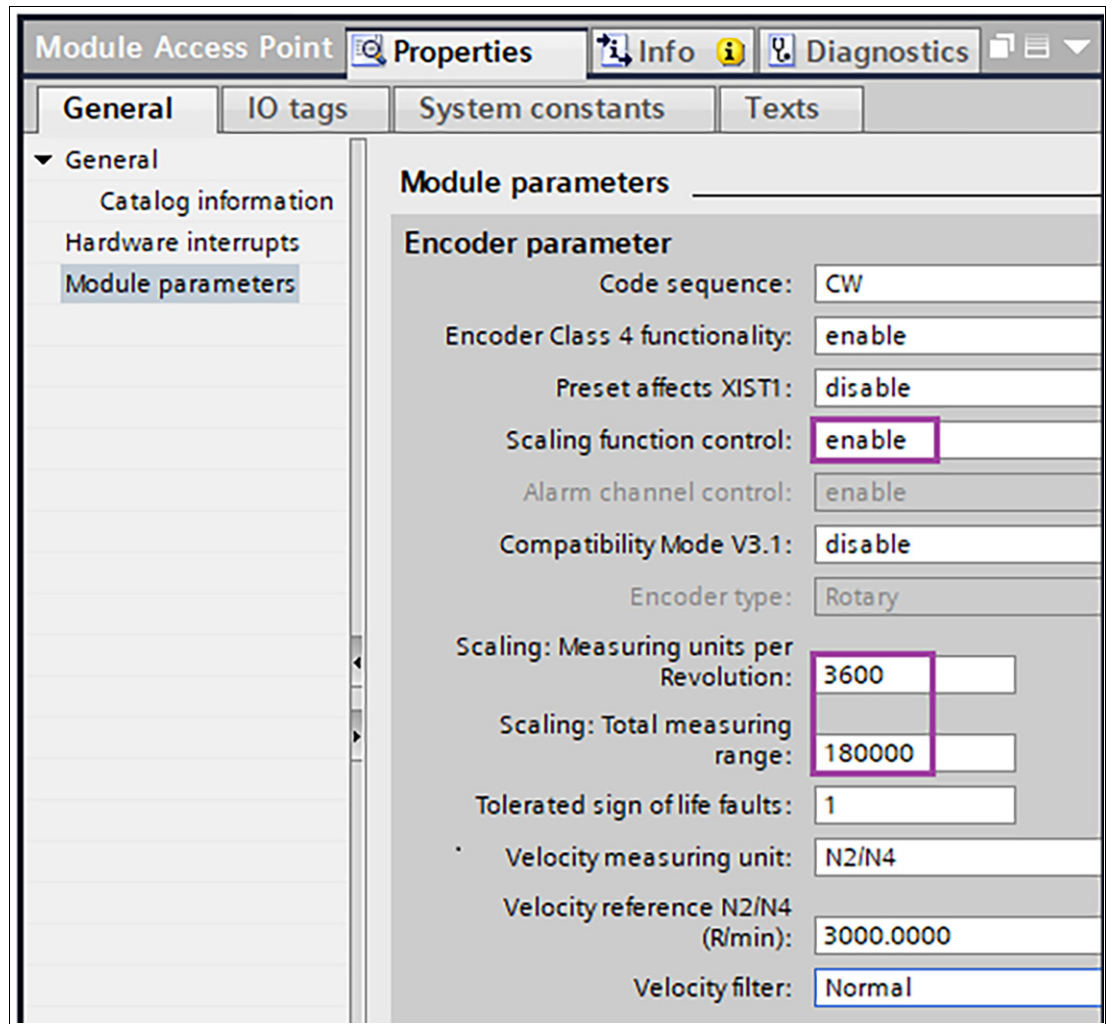 Module Access Point Properties Info Diagnostics
General IO tags System constants Texts
General
Catalog information
Hardware interrupts
Module parameters
Module parameters
Encoder parameter
Code sequence: CW
Encoder Class 4 functionality: enable
Preset affects XIST1: disable
Scaling function control: enable
Alarm channel control: enable
Compatibility Mode V3.1: disable
Encoder type: Rotary
Scaling: Measuring units per
Revolution: 3600
Scaling: Total measuring
range: 180000
Tolerated sign of life faults: 1
Velocity measuring unit: N2/N4
Velocity reference N2/N4
(R/min): 3000.0000
Velocity filter: Normal